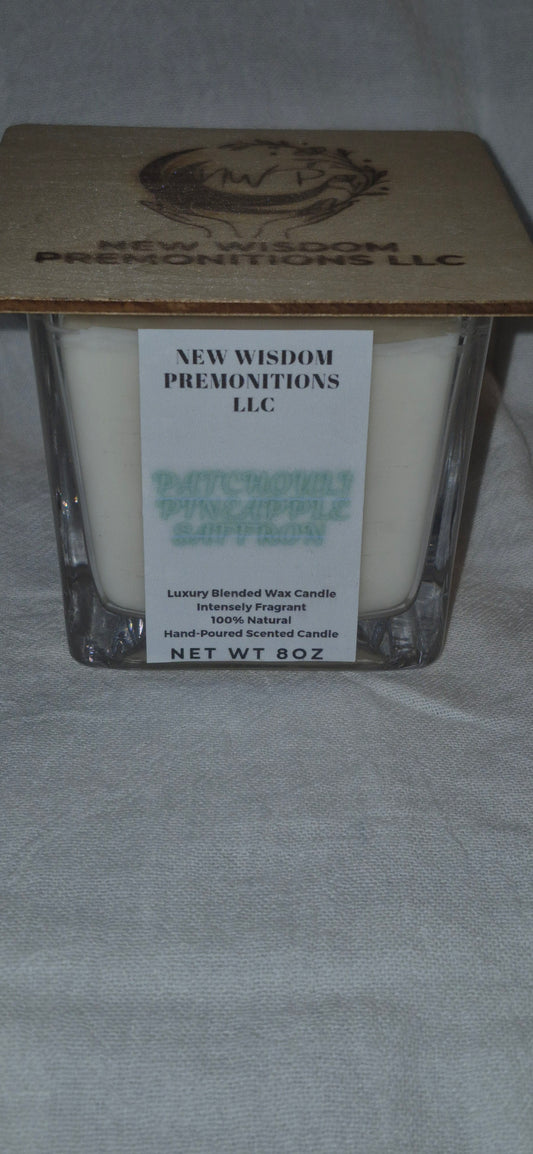 NW P
NEW WISDOM
PREMONITIONS LLC
NEW WISDOM
PREMONITIONS
LLC
PATCHOULI
PINEAPPLE
SAFFRON
Luxury Blended Wax Candle
Intensely Fragrant
100% Natural
Hand-Poured Scented Candle
NET WT 8OZ